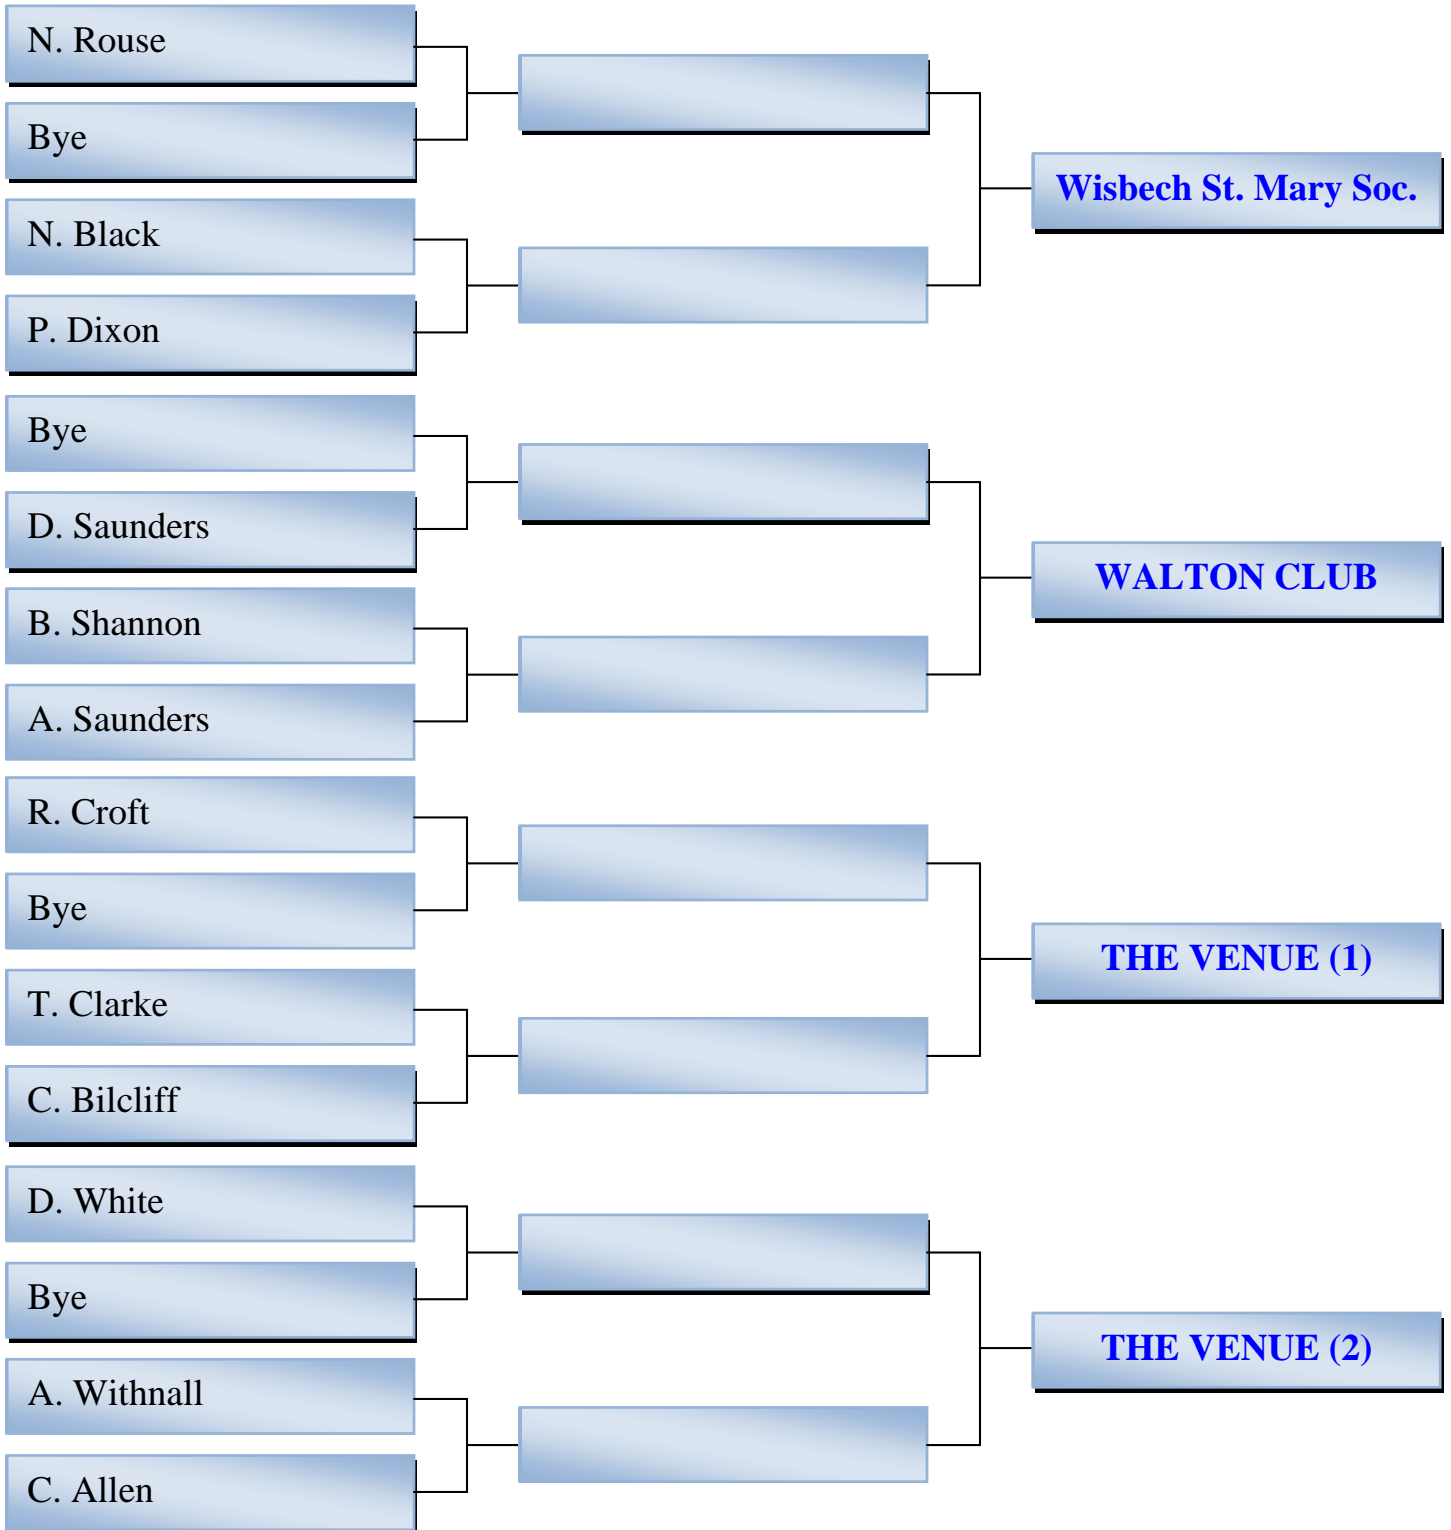 N. Rouse
Bye
N. Black
P. Dixon
Bye
D. Saunders
B. Shannon
A. Saunders
R. Croft
Bye
T. Clarke
C. Bilcliff
D. White
Bye
A. Withnall
C. Allen
Wisbech St. Mary Soc.
WALTON CLUB
THE VENUE (1)
THE VENUE (2)